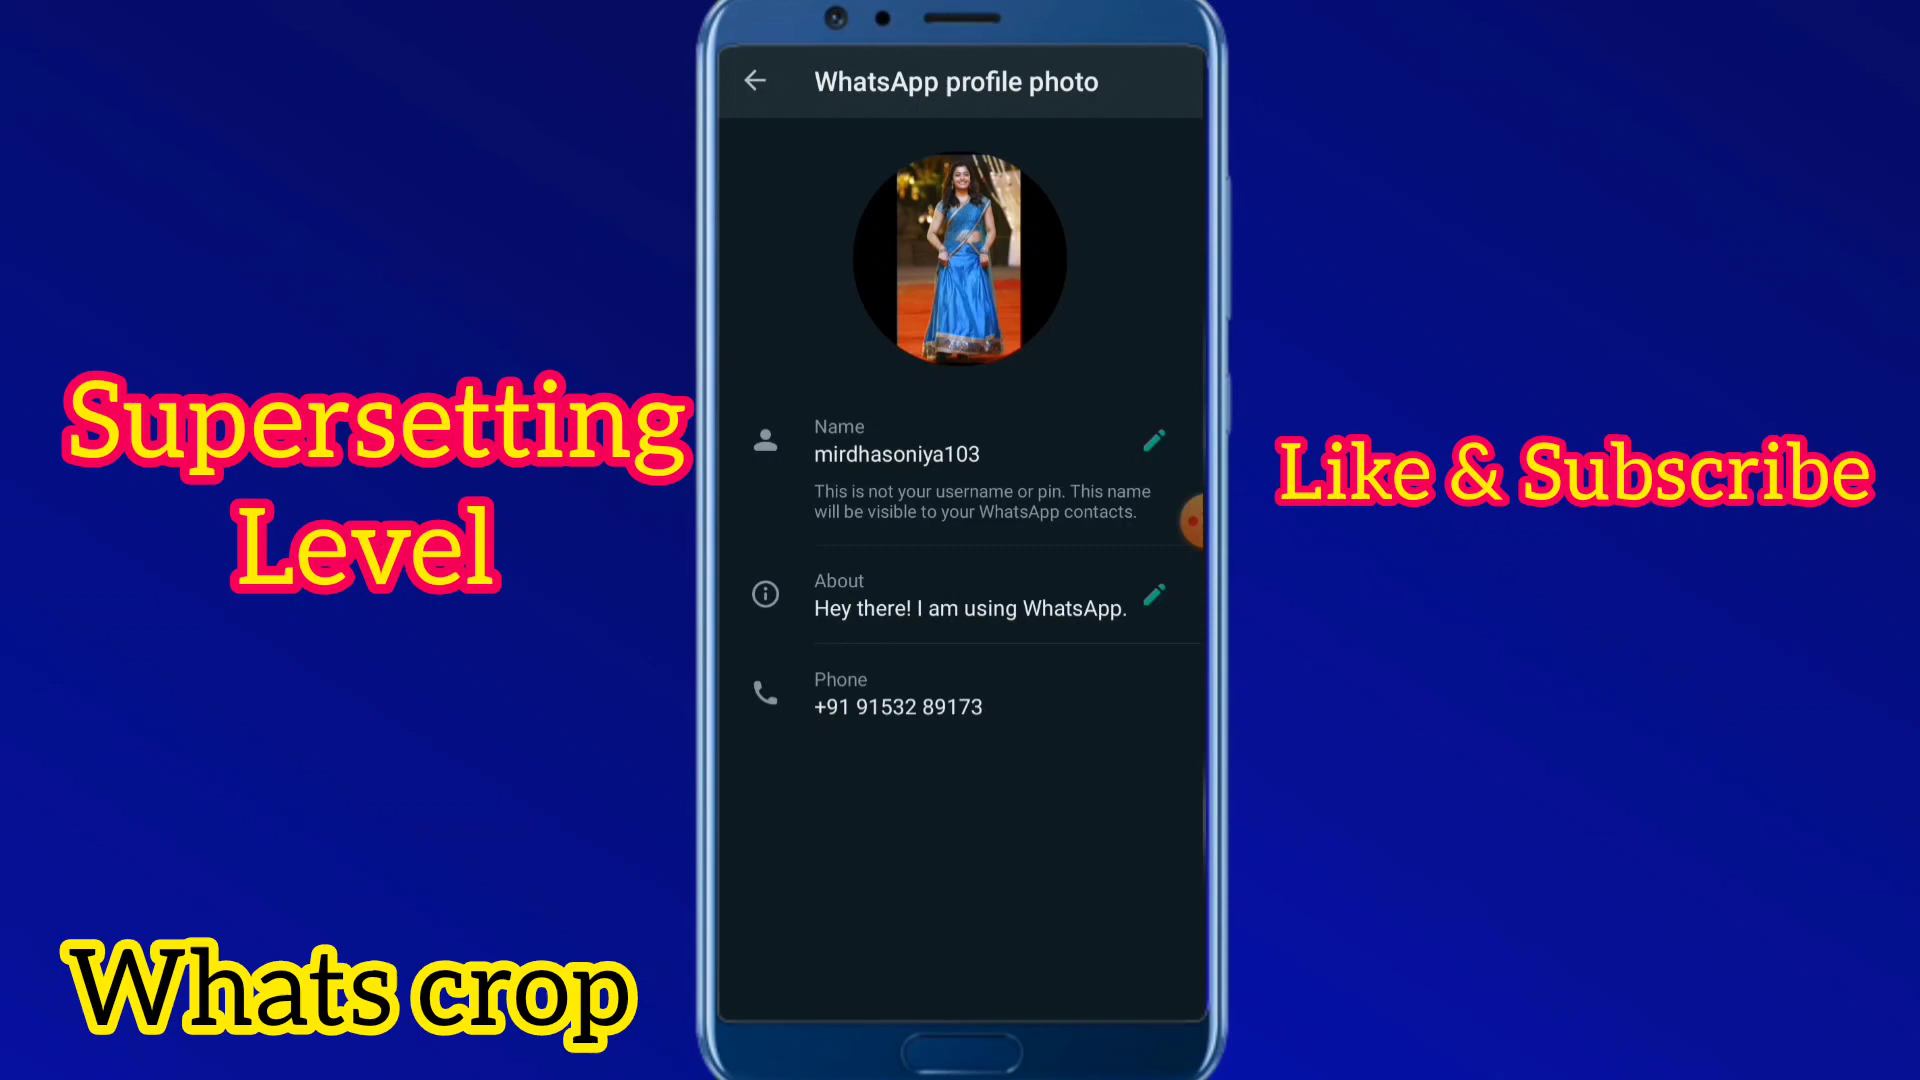 WhatsApp profile photo
Name
mirdhasoniya103
This is not your username or pin. This name
will be visible to your WhatsApp contacts.
About
Hey there! I am using WhatsApp.
Phone
+91 91532 89173
Supersetting
Level
Like & Subscribe
Whats crop